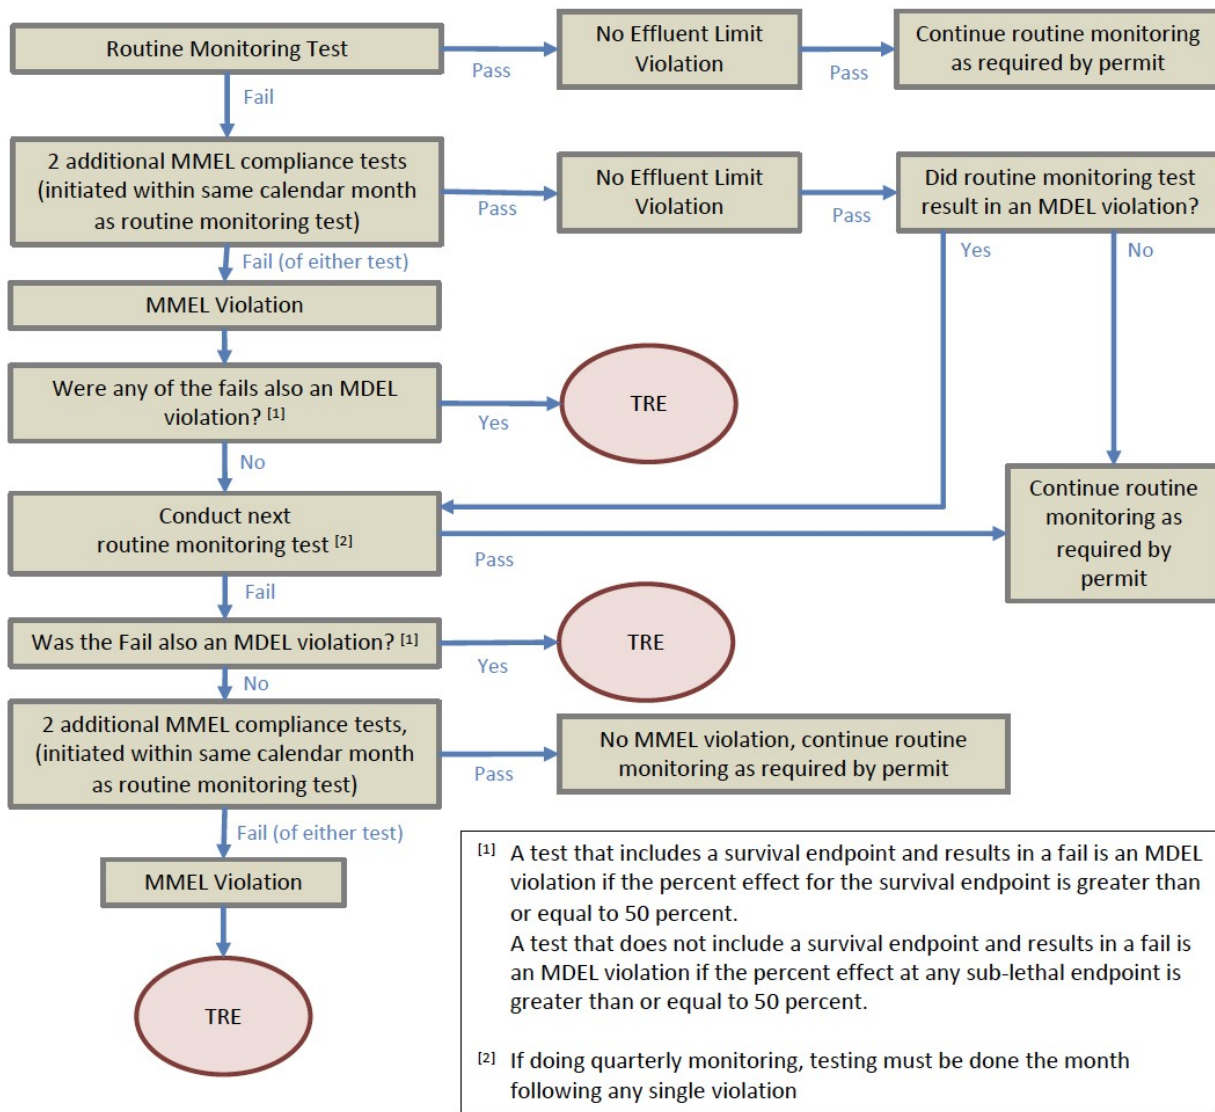 Routine Monitoring Test
Pass
No Effluent Limit
Violation
Pass
Continue routine monitoring
as required by permit
Fail
2 additional MMEL compliance tests
(initiated within same calendar month
as routine monitoring test)
Pass
No Effluent Limit
Violation
Pass
Did routine monitoring test
result in an MDEL violation?
Yes
No
Fail (of either test)
MMEL Violation
Were any of the fails also an MDEL
violation? [1]
Yes
TRE
No
Conduct next
routine monitoring test [2]
Pass
Continue routine
monitoring as
required by
permit
Fail
Was the Fail also an MDEL violation? [1]
Yes
TRE
No
2 additional MMEL compliance tests,
(initiated within same calendar month
as routine monitoring test)
Pass
No MMEL violation, continue routine
monitoring as required by permit
Fail (of either test)
MMEL Violation
TRE
[1] A test that includes a survival endpoint and results in a fail is an MDEL
violation if the percent effect for the survival endpoint is greater than
or equal to 50 percent.
A test that does not include a survival endpoint and results in a fail is
an MDEL violation if the percent effect at any sub-lethal endpoint is
greater than or equal to 50 percent.
[2] If doing quarterly monitoring, testing must be done the month
following any single violation